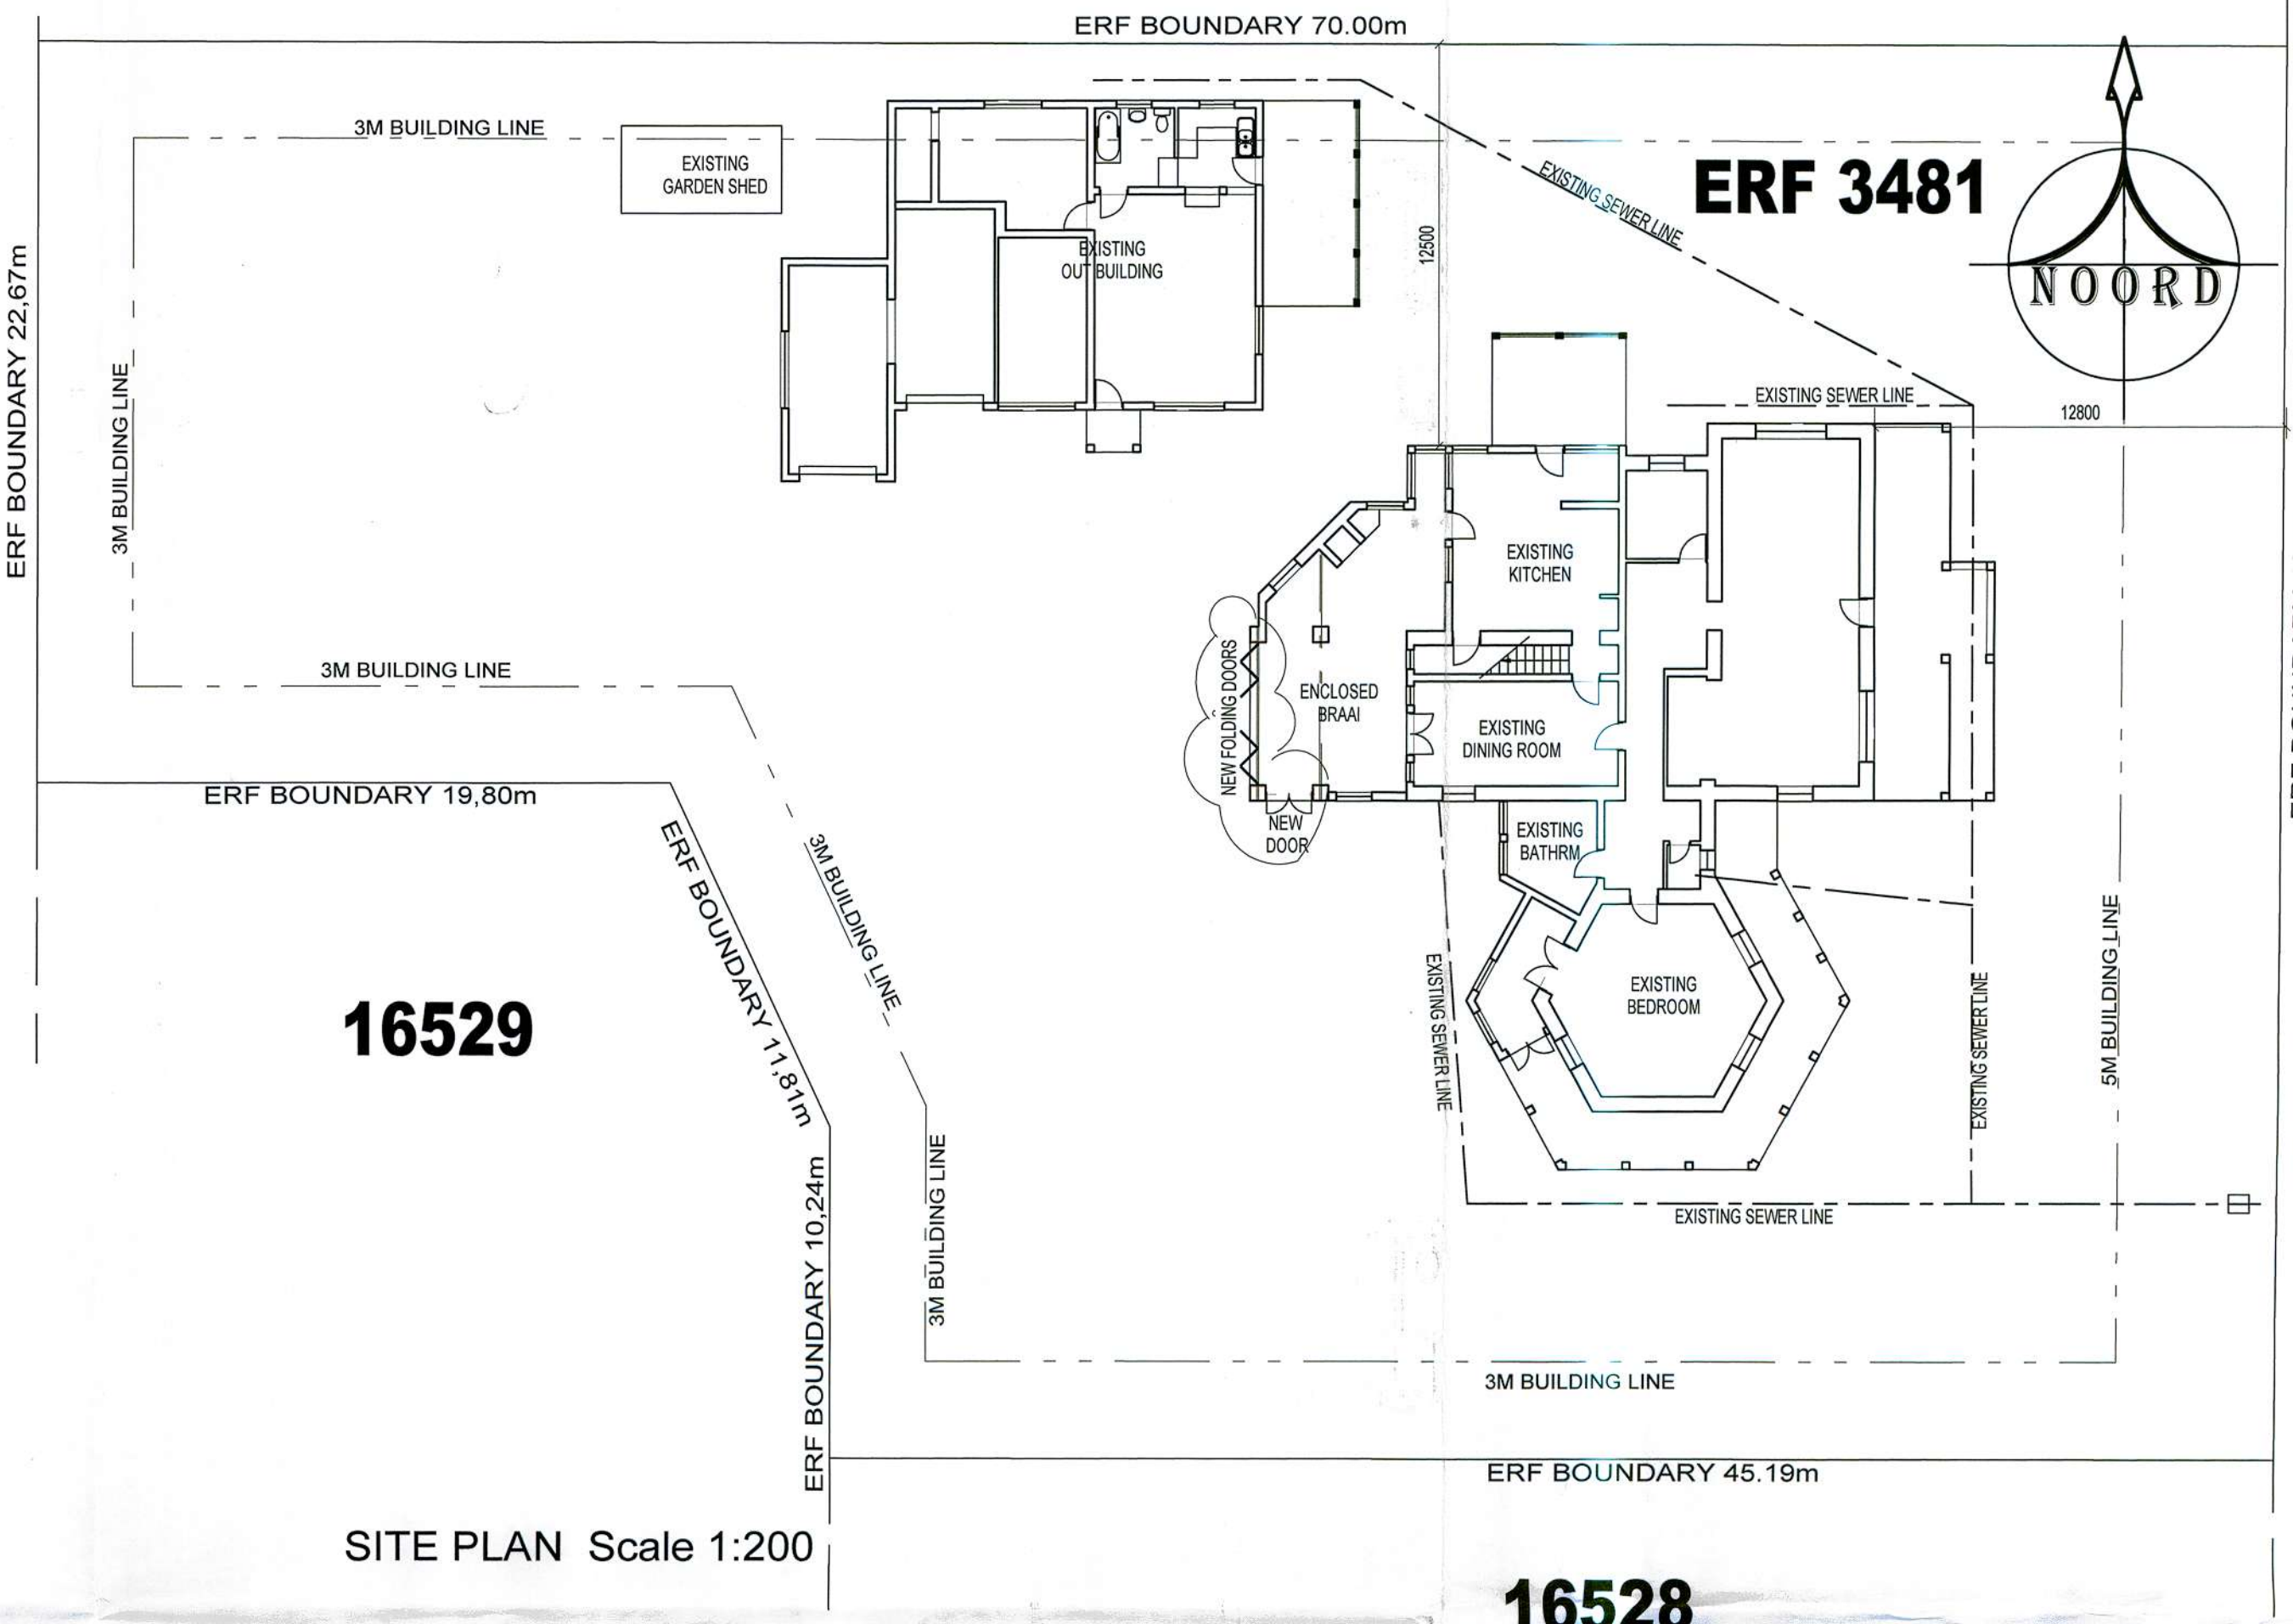 ERF BOUNDARY 70.00m
3M BUILDING LINE
EXISTING
GARDEN SHED
EXISTING SEWER LINE
ERF 3481
NOORD
12500
EXISTING
OUT BUILDING
ERF BOUNDARY 22,67m
3M BUILDING LINE
EXISTING SEWER LINE
12800
EXISTING
KITCHEN
3M BUILDING LINE
NEW FOLDING DOORS
ENCLOSED
BRAAI
EXISTING
DINING ROOM
ERF BOUNDARY 19,80m
NEW
DOOR
EXISTING
BATHRM
ERF BOUNDARY 11,81m
3M BUILDING LINE
16529
EXISTING SEWER LINE
EXISTING
BEDROOM
EXISTING SEWER LINE
5M BUILDING LINE
ERF BOUNDARY 10,24m
3M BUILDING LINE
EXISTING SEWER LINE
3M BUILDING LINE
ERF BOUNDARY 45.19m
SITE PLAN Scale 1:200
16528